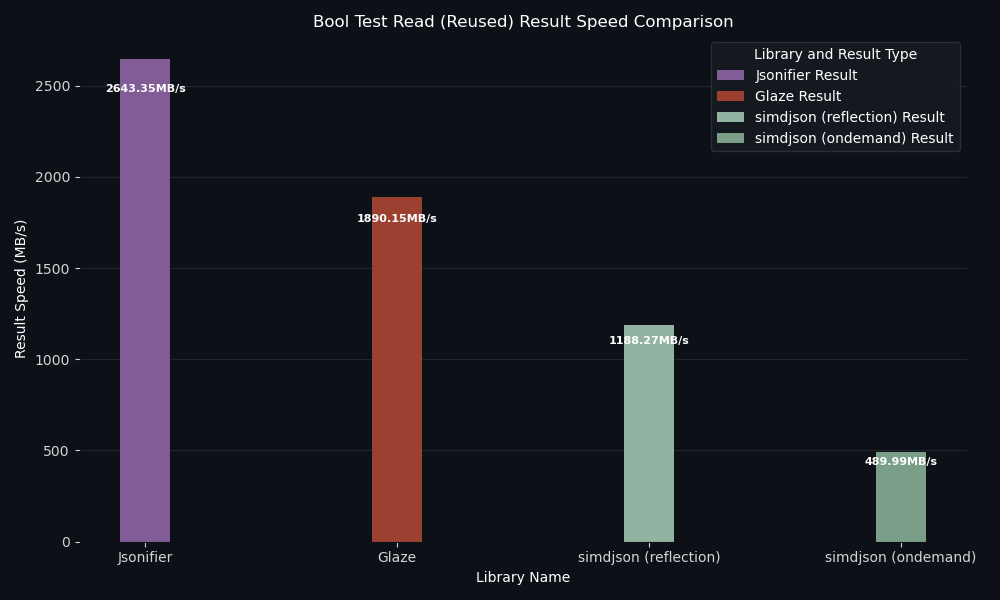 Bool Test Read (Reused) Result Speed Comparison
Library and Result Type
Jsonifier Result
Glaze Result
simdjson (reflection) Result
simdjson (ondemand) Result
Result Speed (MB/s)
2500
2000
1500
1000
500
0
2643.35MB/s
1890.15MB/s
1188.27MB/s
489.99MB/s
Jsonifier
Glaze
simdjson (reflection)
simdjson (ondemand)
Library Name